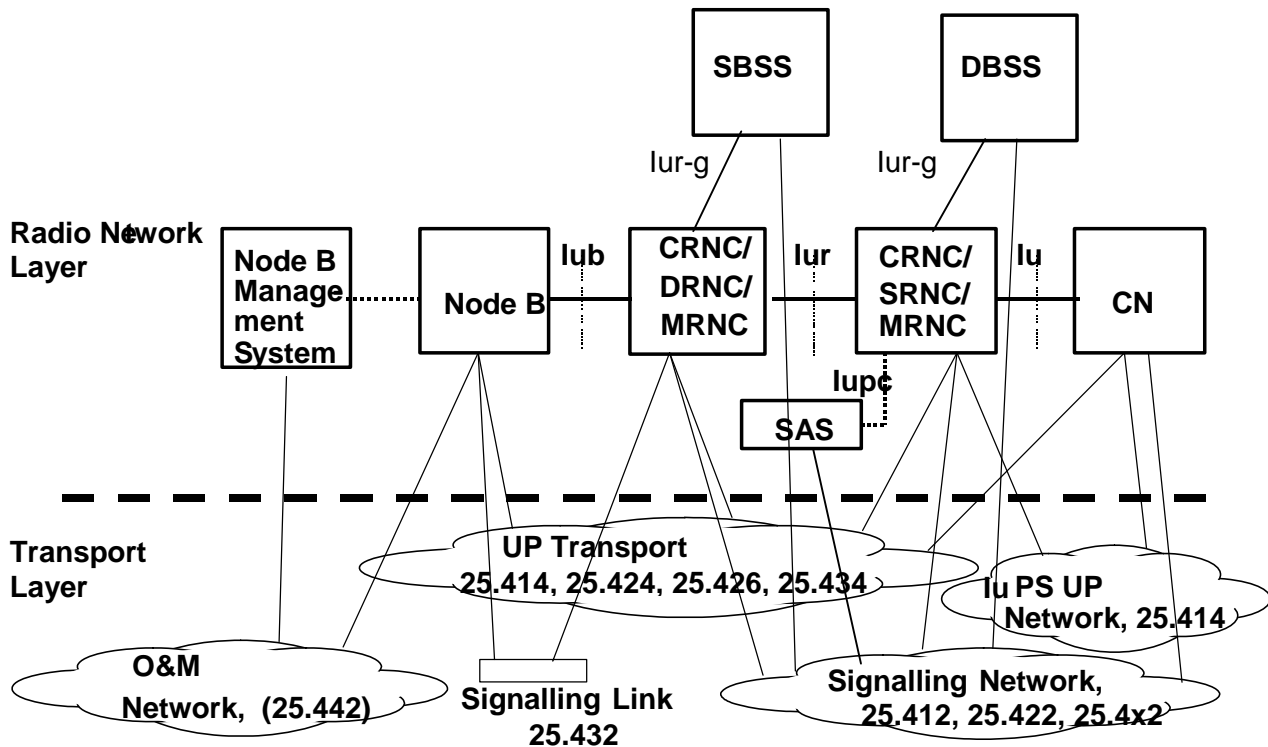 SBSS
DBSS
Iur-g
Iur-g
Radio Network
Layer
Node B
Manage
ment
System
Node B
Iub
CRNC/
DRNC/
MRNC
Iur
CRNC/
SRNC/
MRNC
Iu
CN
Iupc
SAS
Transport
Layer
UP Transport
25.414, 25.424, 25.426, 25.434
Iu PS UP
Network, 25.414
O&M
Network, (25.442)
Signalling Link
25.432
Signalling Network,
25.412, 25.422, 25.4x2